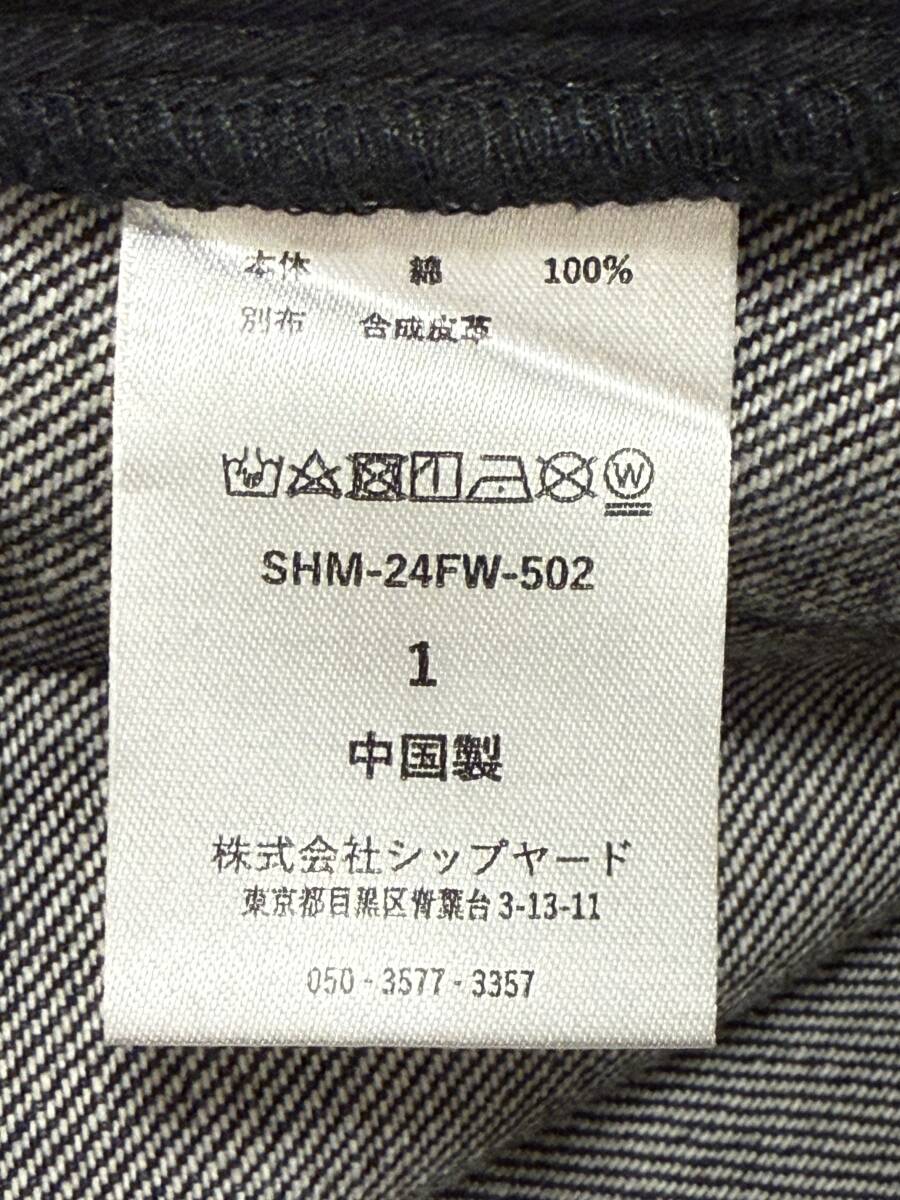 本体 綿 100%
別布 合成皮革
W
SHM-24FW-502
1
中国製
株式会社シップヤード
東京都目黒区青葉台3-13-11
050-3577-3357